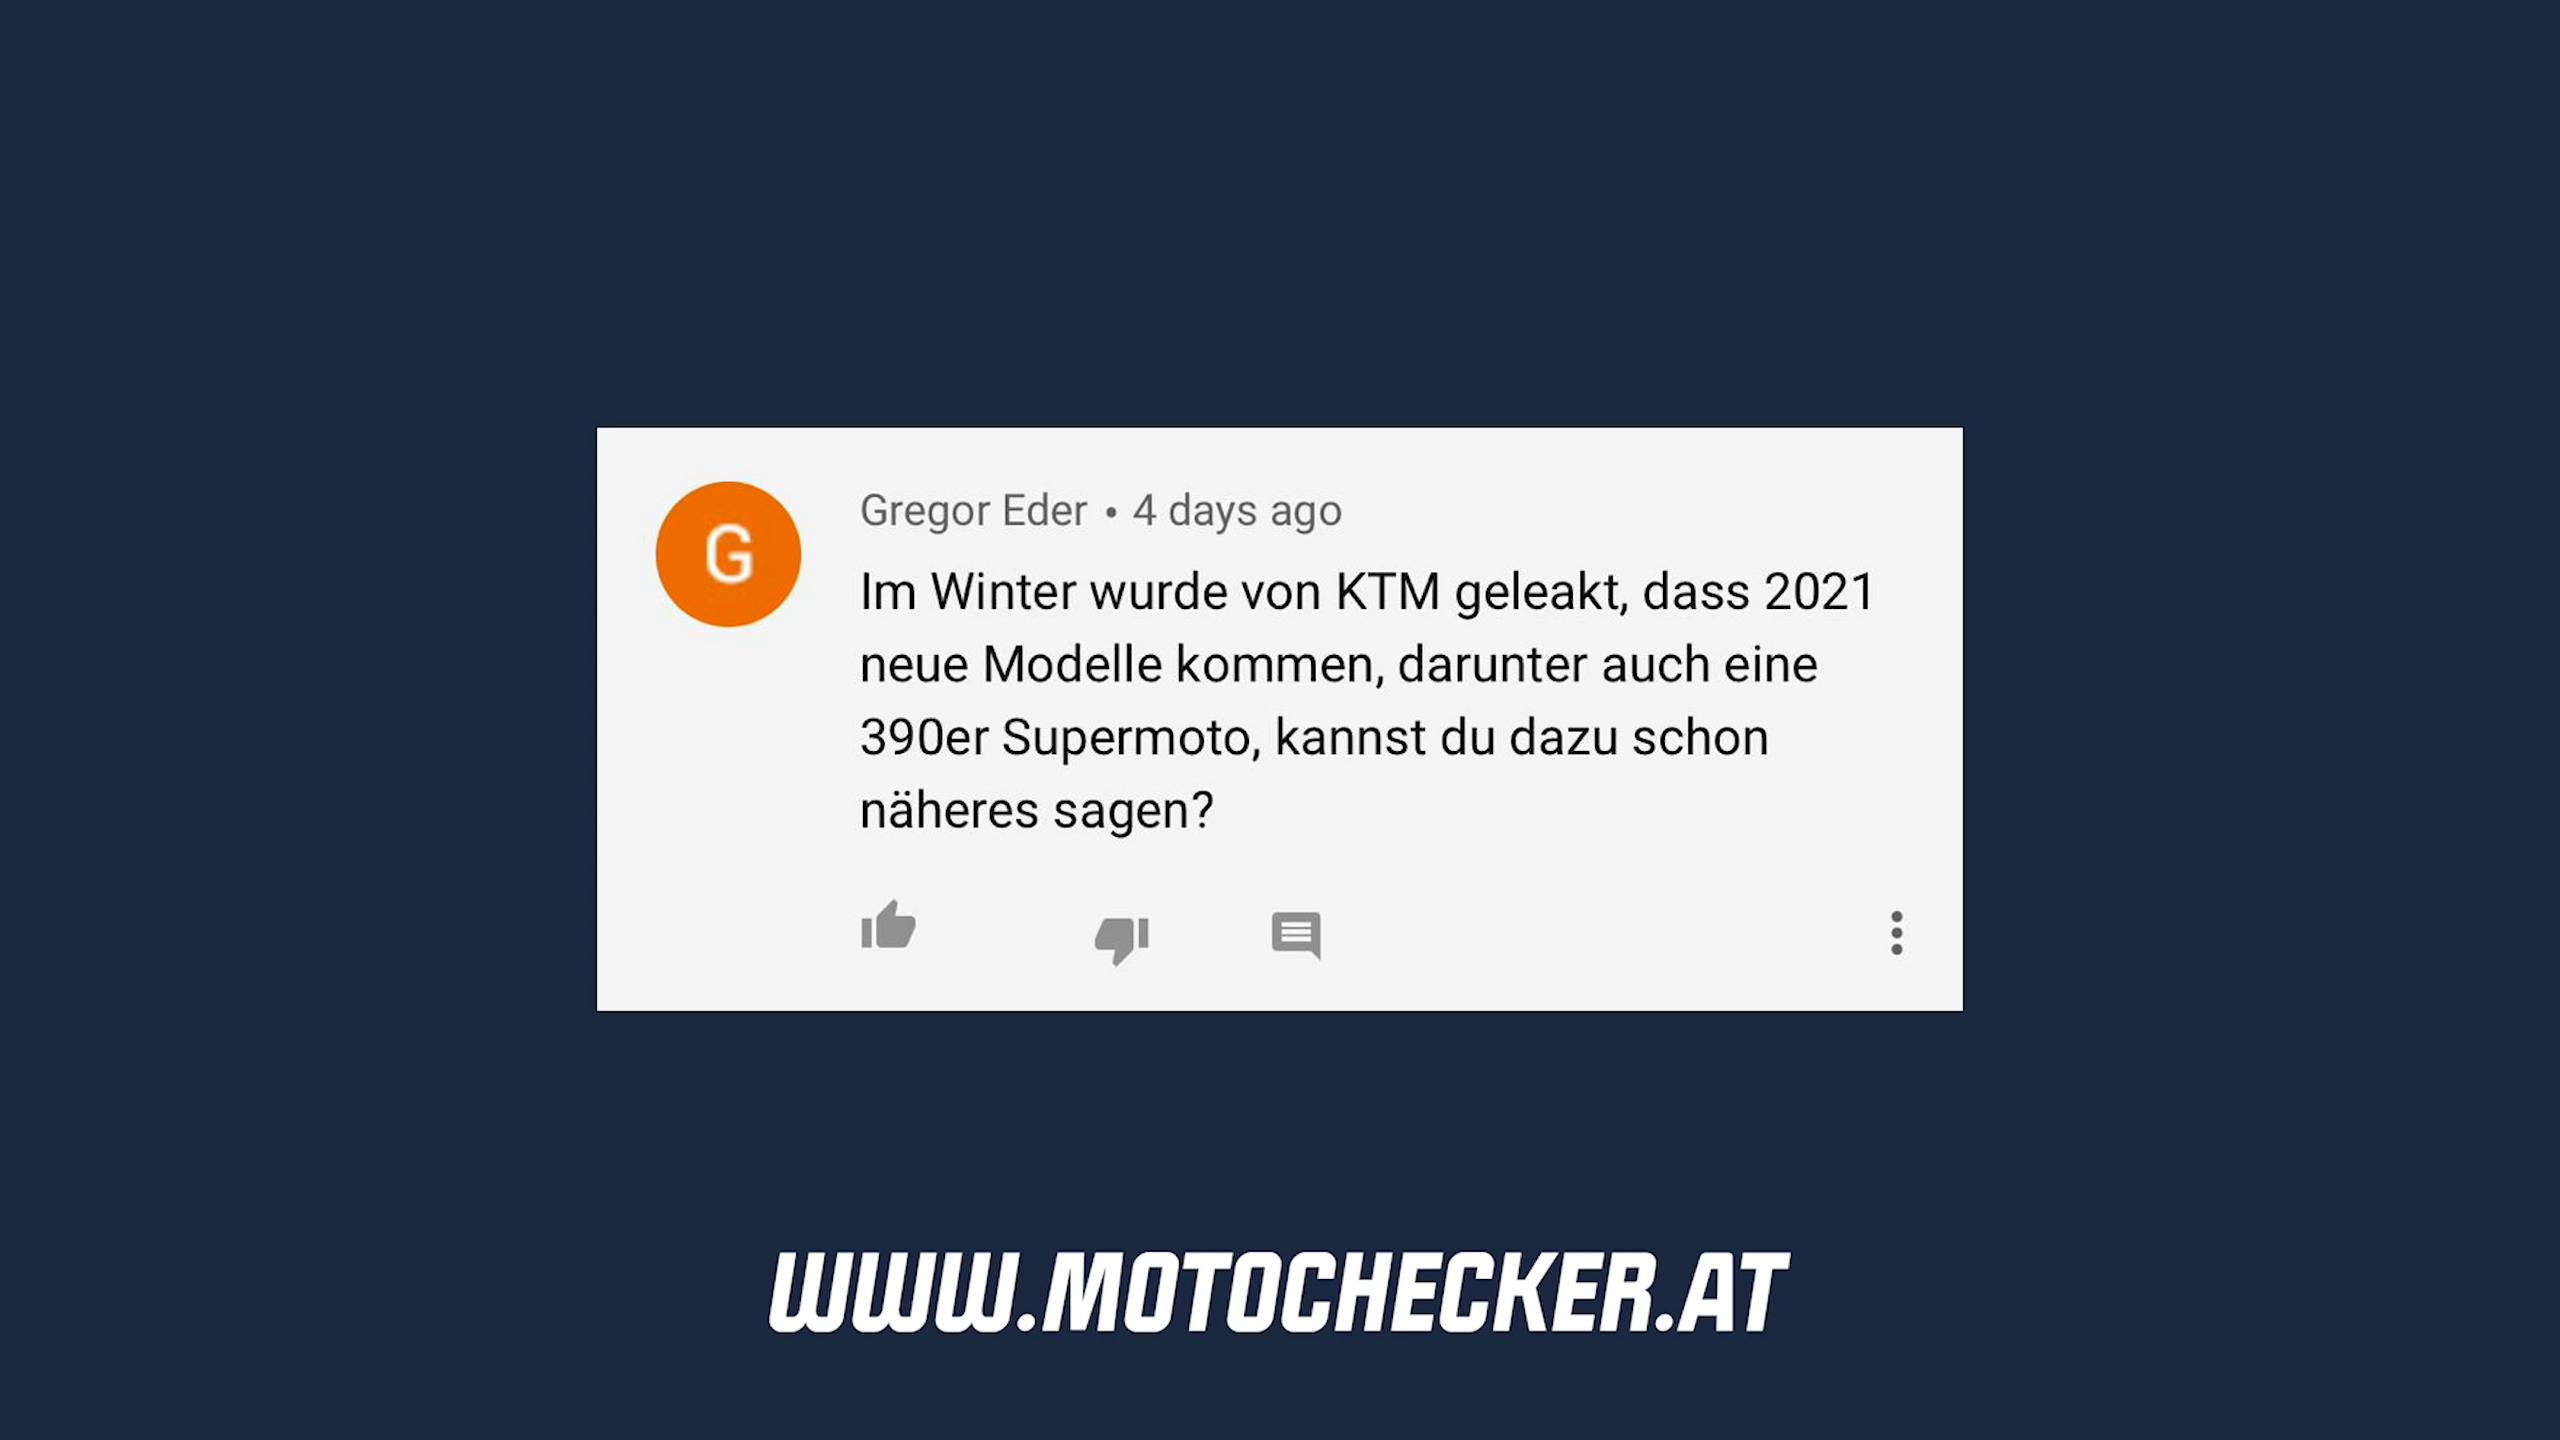 G
Gregor Eder • 4 days ago
Im Winter wurde von KTM geleakt, dass 2021
neue Modelle kommen, darunter auch eine
390er Supermoto, kannst du dazu schon
näheres sagen?
WWW.MOTOCHECKER.AT